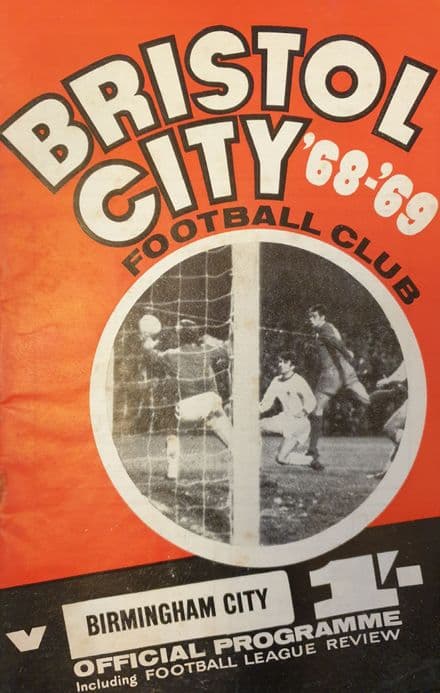 BRISTOL
CITY '68-'69
FOOTBALL CLUB
V BIRMINGHAM CITY 1/-
OFFICIAL PROGRAMME
Including FOOTBALL LEAGUE REVIEW